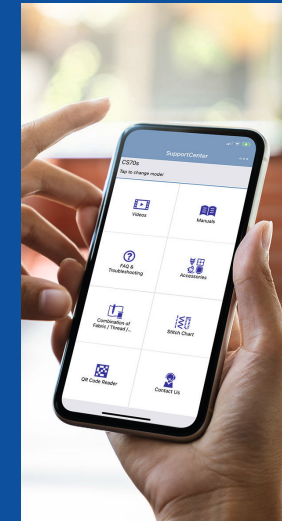 SupportCenter
CS70s
Tap to change model
Videos
Manuals
FAQ &
Troubleshooting
Accessories
Combination of
Fabric / Thread /...
Stitch Chart
QR Code Reader
Contact Us